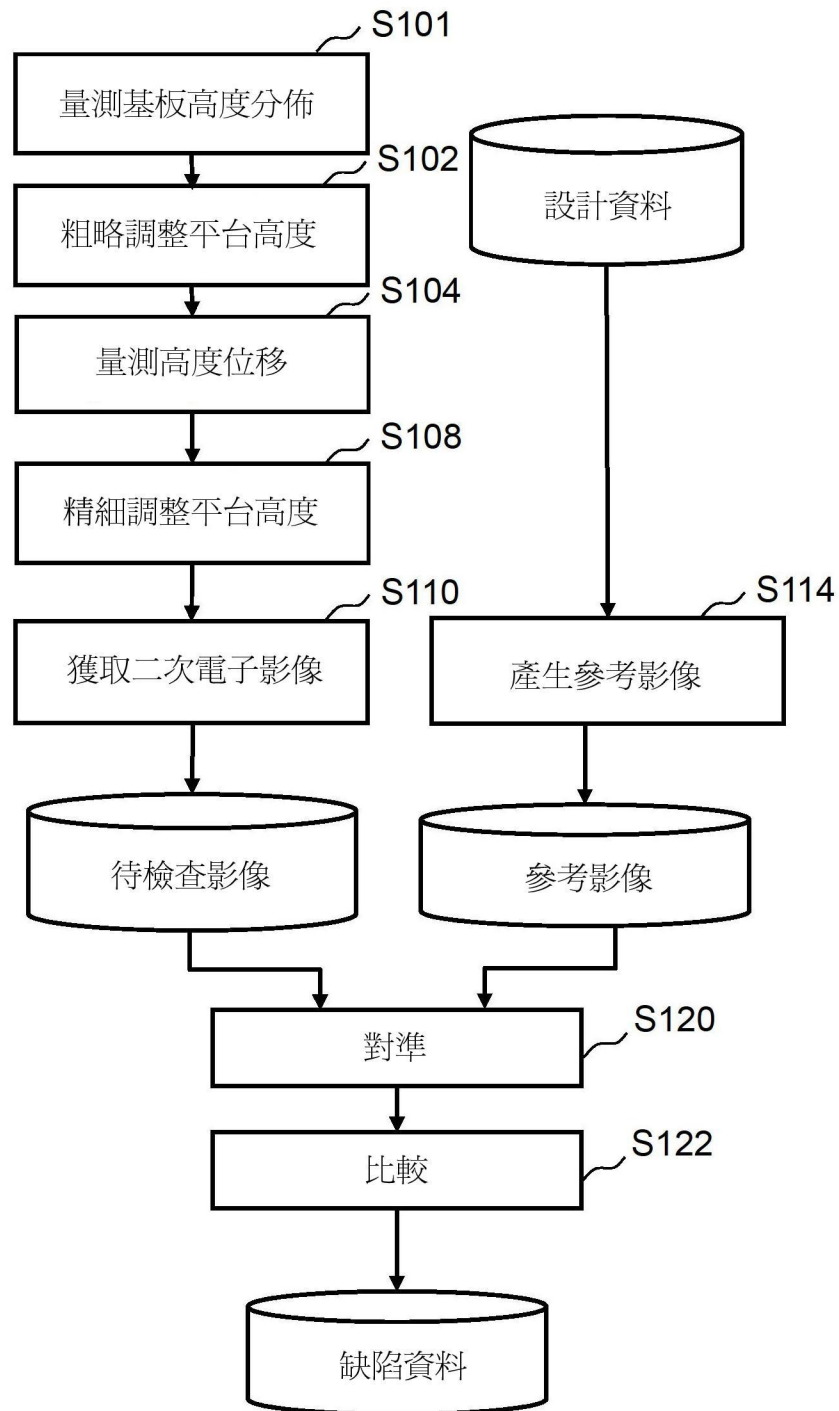 S101
量測基板高度分佈
S102
粗略調整平台高度
設計資料
S104
量測高度位移
S108
精細調整平台高度
S110
獲取二次電子影像
S114
產生參考影像
待檢查影像
參考影像
S120
對準
S122
比較
缺陷資料